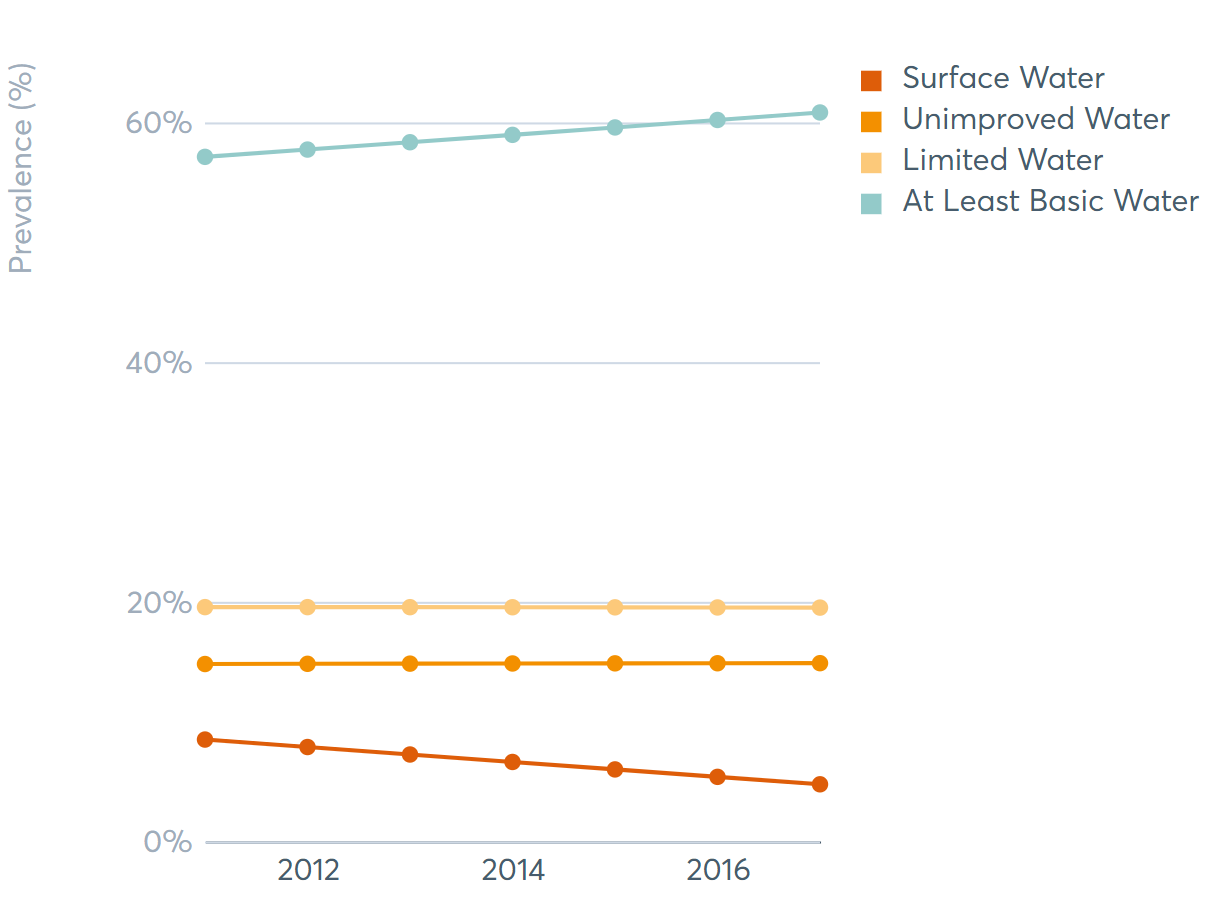 Prevalence (%)
60%
40%
20%
0%
2012
2014
2016
Surface Water
Unimproved Water
Limited Water
At Least Basic Water